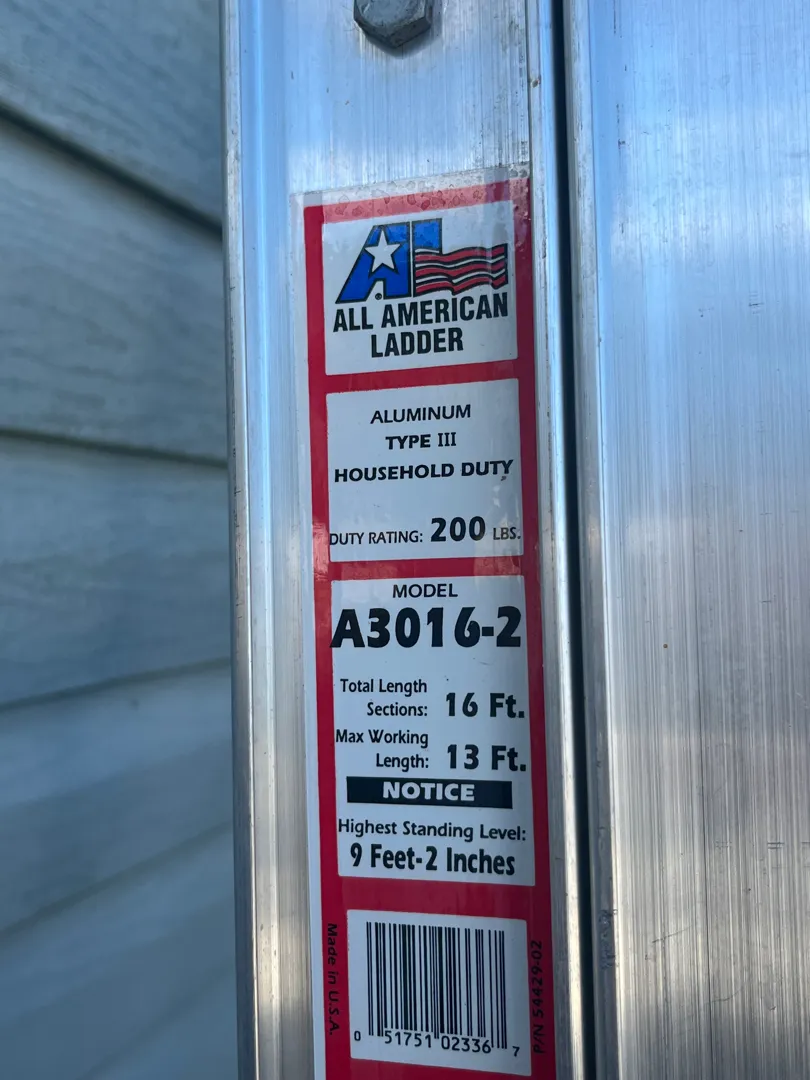 AL
ALL AMERICAN
LADDER
ALUMINUM
TYPE III
HOUSEHOLD DUTY
DUTY RATING: 200 LBS.
MODEL
A3016-2
Total Length
Sections: 16 Ft.
Max Working
Length: 13 Ft.
NOTICE
Highest Standing Level:
9 Feet-2 Inches
Made in U.S.A.
P/N 54429-02
0 51751 02336 7